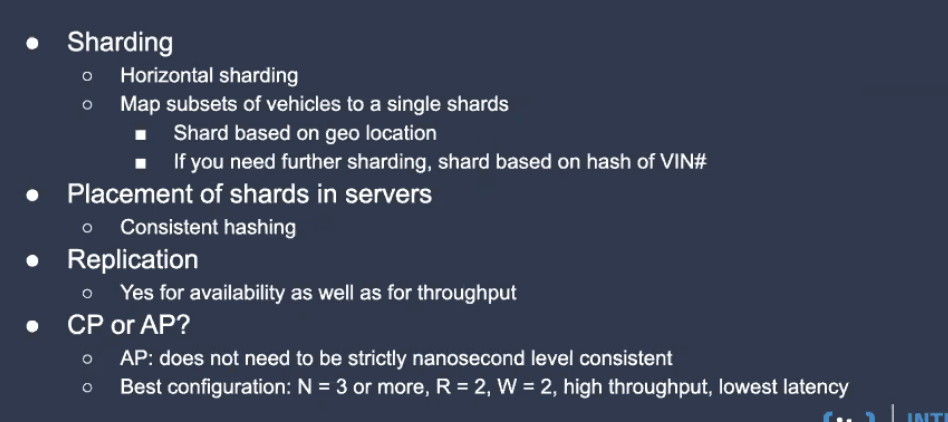 ● Sharding
○ Horizontal sharding
○ Map subsets of vehicles to a single shards
■ Shard based on geo location
■ If you need further sharding, shard based on hash of VIN#
● Placement of shards in servers
○ Consistent hashing
● Replication
○ Yes for availability as well as for throughput
● CP or AP?
○ AP: does not need to be strictly nanosecond level consistent
○ Best configuration: N = 3 or more, R = 2, W = 2, high throughput, lowest latency